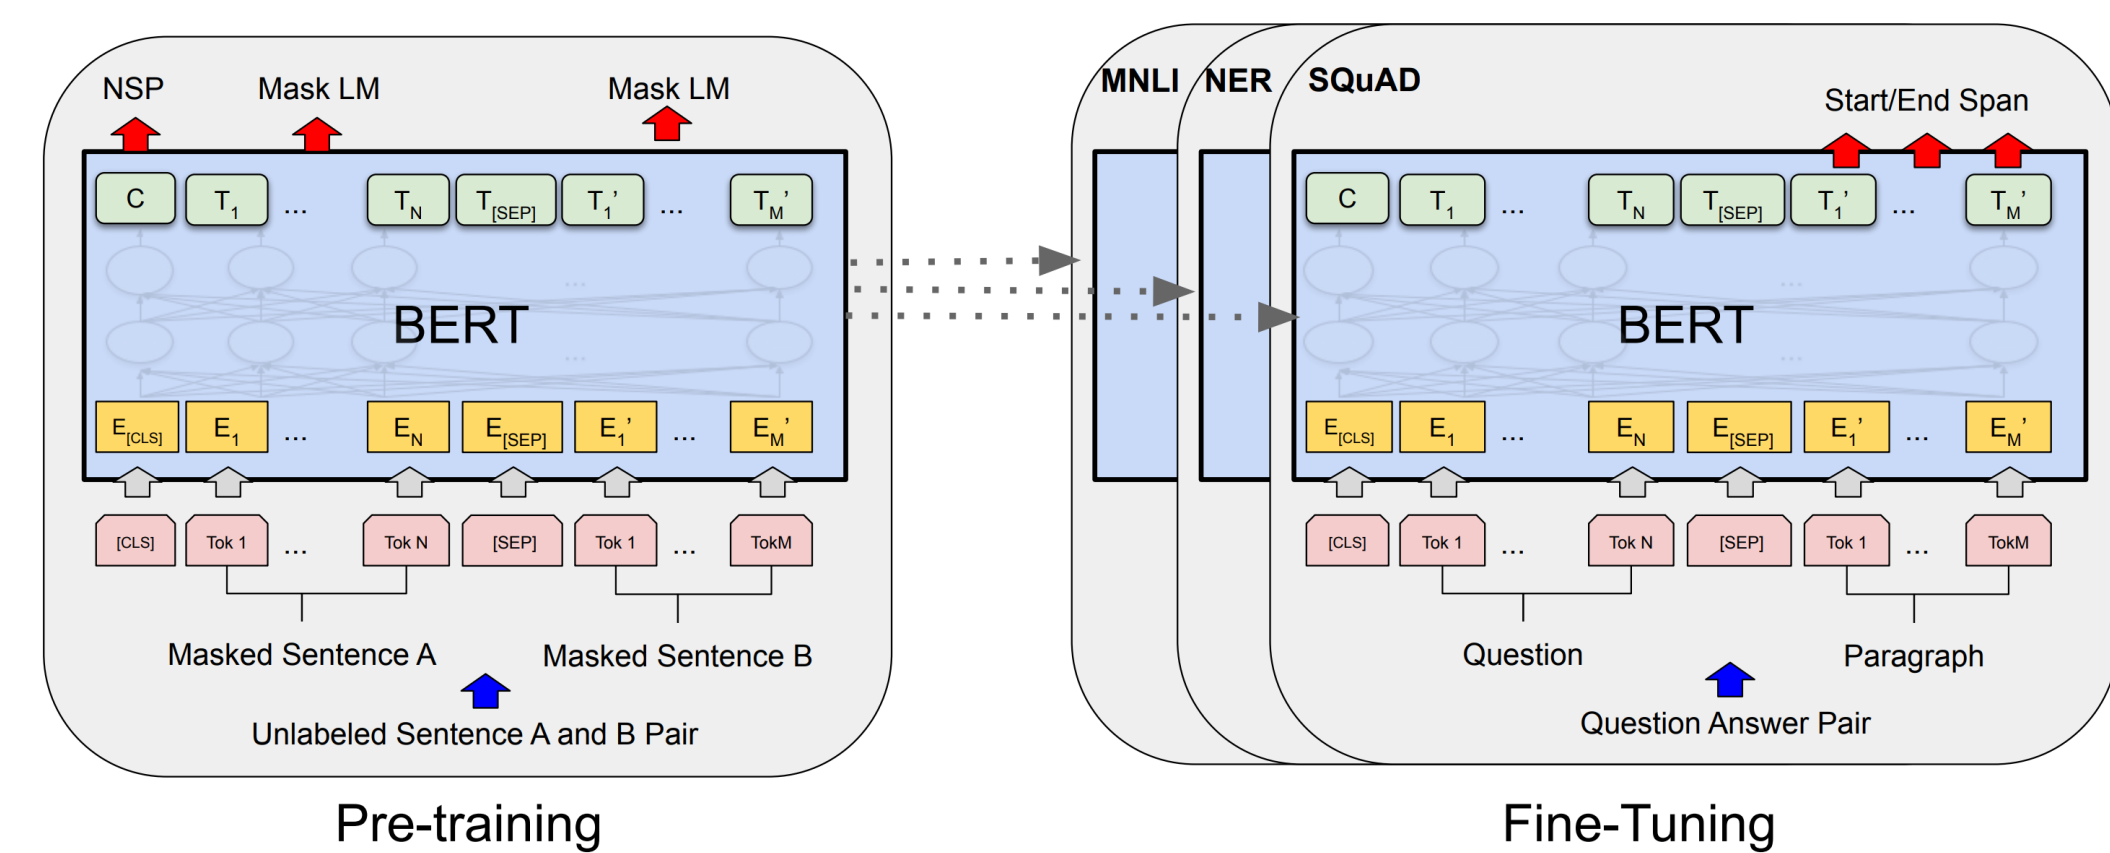 NSP Mask LM Mask LM
C T1 ... TN T[SEP] T1’ ... TM’
...
BERT
...
E[CLS] E1 ... EN E[SEP] E1’ ... EM’
[CLS] Tok 1 ... Tok N [SEP] Tok 1 ... TokM
Masked Sentence A Masked Sentence B
Unlabeled Sentence A and B Pair
Pre-training
MNLI NER SQuAD
Start/End Span
C T1 ... TN T[SEP] T1’ ... TM’
...
BERT
...
E[CLS] E1 ... EN E[SEP] E1’ ... EM’
[CLS] Tok 1 ... Tok N [SEP] Tok 1 ... TokM
Question Paragraph
Question Answer Pair
Fine-Tuning